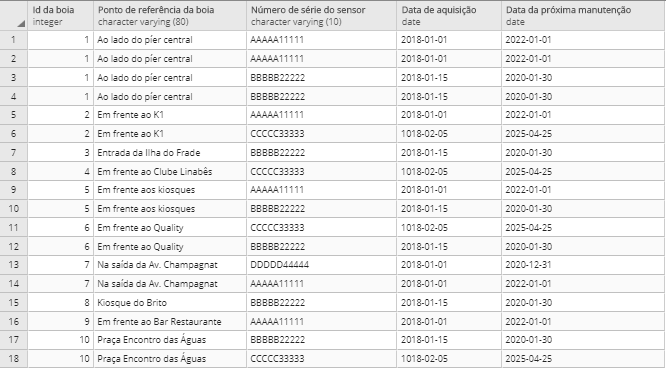 Id da boia Ponto de referência da boia Número de série do sensor Data de aquisição Data da próxima manutenção
integer character varying (80) character varying (10) date date
1 1 Ao lado do píer central AAAAA11111 2018-01-01 2022-01-01
2 1 Ao lado do píer central AAAAA11111 2018-01-01 2022-01-01
3 1 Ao lado do píer central BBBBB22222 2018-01-15 2020-01-30
4 1 Ao lado do píer central BBBBB22222 2018-01-15 2020-01-30
5 2 Em frente ao K1 AAAAA11111 2018-01-01 2022-01-01
6 2 Em frente ao K1 CCCCC33333 1018-02-05 2025-04-25
7 3 Entrada da Ilha do Frade BBBBB22222 2018-01-15 2020-01-30
8 4 Em frente ao Clube Linabês CCCCC33333 1018-02-05 2025-04-25
9 5 Em frente aos kiosques AAAAA11111 2018-01-01 2022-01-01
10 5 Em frente aos kiosques BBBBB22222 2018-01-15 2020-01-30
11 6 Em frente ao Quality CCCCC33333 1018-02-05 2025-04-25
12 6 Em frente ao Quality BBBBB22222 2018-01-15 2020-01-30
13 7 Na saída da Av. Champagnat DDDDD44444 2018-01-01 2020-12-31
14 7 Na saída da Av. Champagnat AAAAA11111 2018-01-01 2022-01-01
15 8 Kiosque do Brito BBBBB22222 2018-01-15 2020-01-30
16 9 Em frente ao Bar Restaurante AAAAA11111 2018-01-01 2022-01-01
17 10 Praça Encontro das Águas BBBBB22222 2018-01-15 2020-01-30
18 10 Praça Encontro das Águas CCCCC33333 1018-02-05 2025-04-25